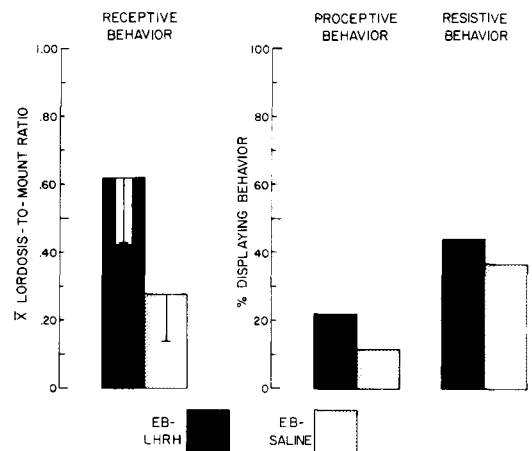 RECEPTIVE
BEHAVIOR
PROCEPTIVE
BEHAVIOR
RESISTIVE
BEHAVIOR
X̄ LORDOSIS-TO-MOUNT RATIO
1.00
.80
.60
.40
.20
0
% DISPLAYING BEHAVIOR
100
80
60
40
20
0
EB-
LHRH
EB-
SALINE